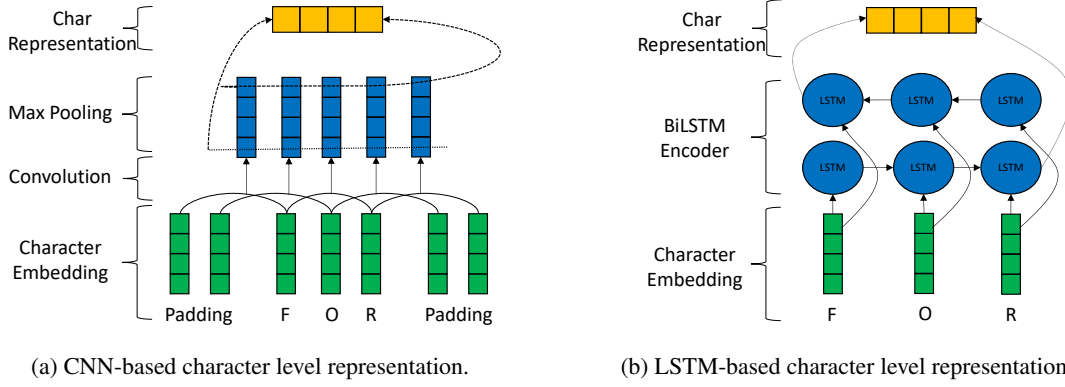 Char
Representation
Max Pooling
Convolution
Character
Embedding
Padding F O R Padding
(a) CNN-based character level representation.
Char
Representation
BiLSTM
Encoder
LSTM LSTM LSTM
LSTM LSTM LSTM
Character
Embedding
F O R
(b) LSTM-based character level representation